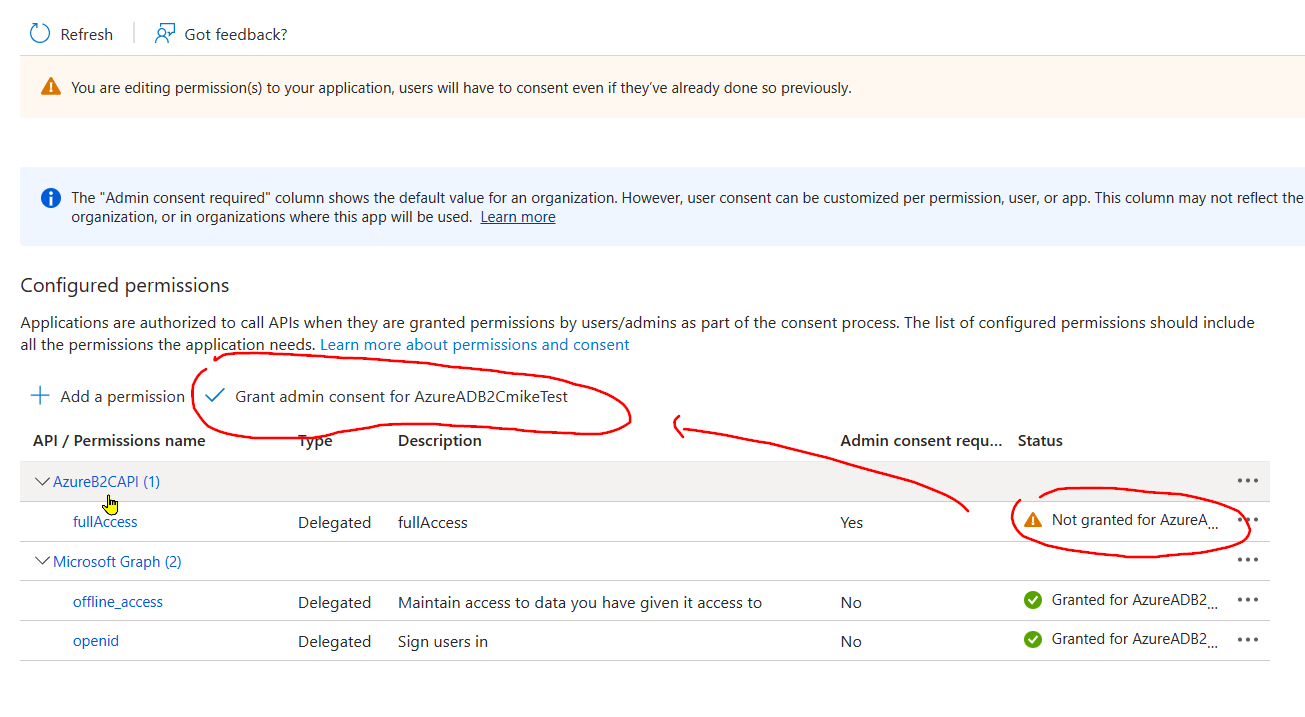 Refresh Got feedback?
You are editing permission(s) to your application, users will have to consent even if they’ve already done so previously.
The "Admin consent required" column shows the default value for an organization. However, user consent can be customized per permission, user, or app. This column may not reflect the
organization, or in organizations where this app will be used. Learn more
Configured permissions
Applications are authorized to call APIs when they are granted permissions by users/admins as part of the consent process. The list of configured permissions should include
all the permissions the application needs. Learn more about permissions and consent
Add a permission Grant admin consent for AzureADB2CmikeTest
API / Permissions name Type Description Admin consent requ... Status
AzureB2CAPI (1)
fullAccess Delegated fullAccess Yes Not granted for AzureA...
Microsoft Graph (2)
offline_access Delegated Maintain access to data you have given it access to No Granted for AzureADB2...
openid Delegated Sign users in No Granted for AzureADB2...